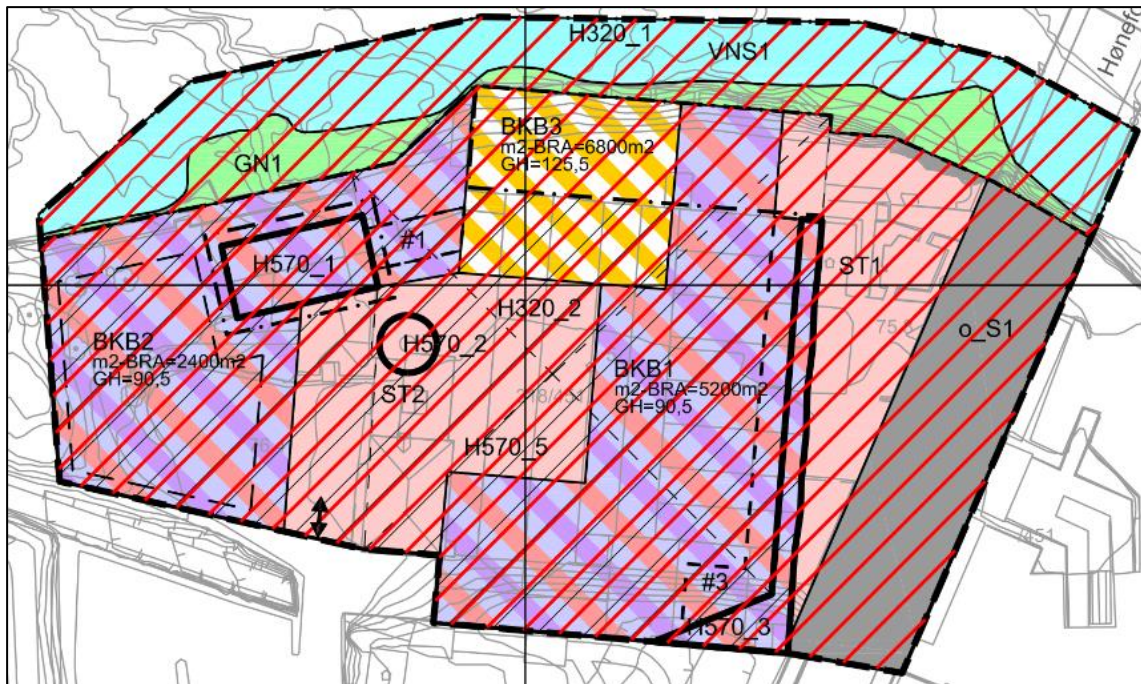 H320_1
VNS1
Hønefo
BKB3
m2-BRA=6800m2
GH=125,5
GN1
#1
H570_1
ST1
H320_2
o_S1
BKB2
m2-BRA=2400m2
GH=90,5
H570_2
BKB1
m2-BRA=5200m2
GH=90,5
ST2
H570_5
#3
H570_3